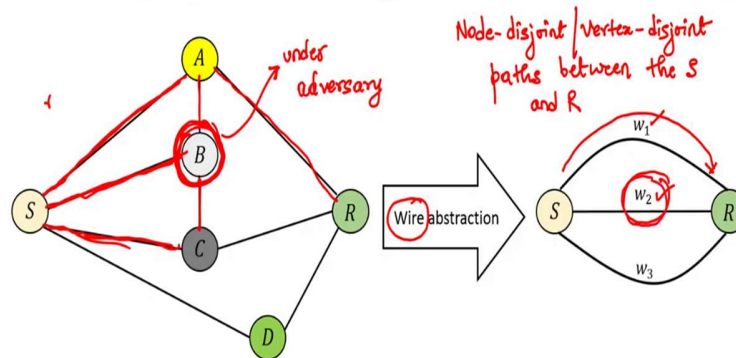 Node-disjoint / Vertex-disjoint
paths between the S
and R
under
adversary
A
B
S
C
R
D
Wire abstraction
w₁
S
w₂
R
w₃